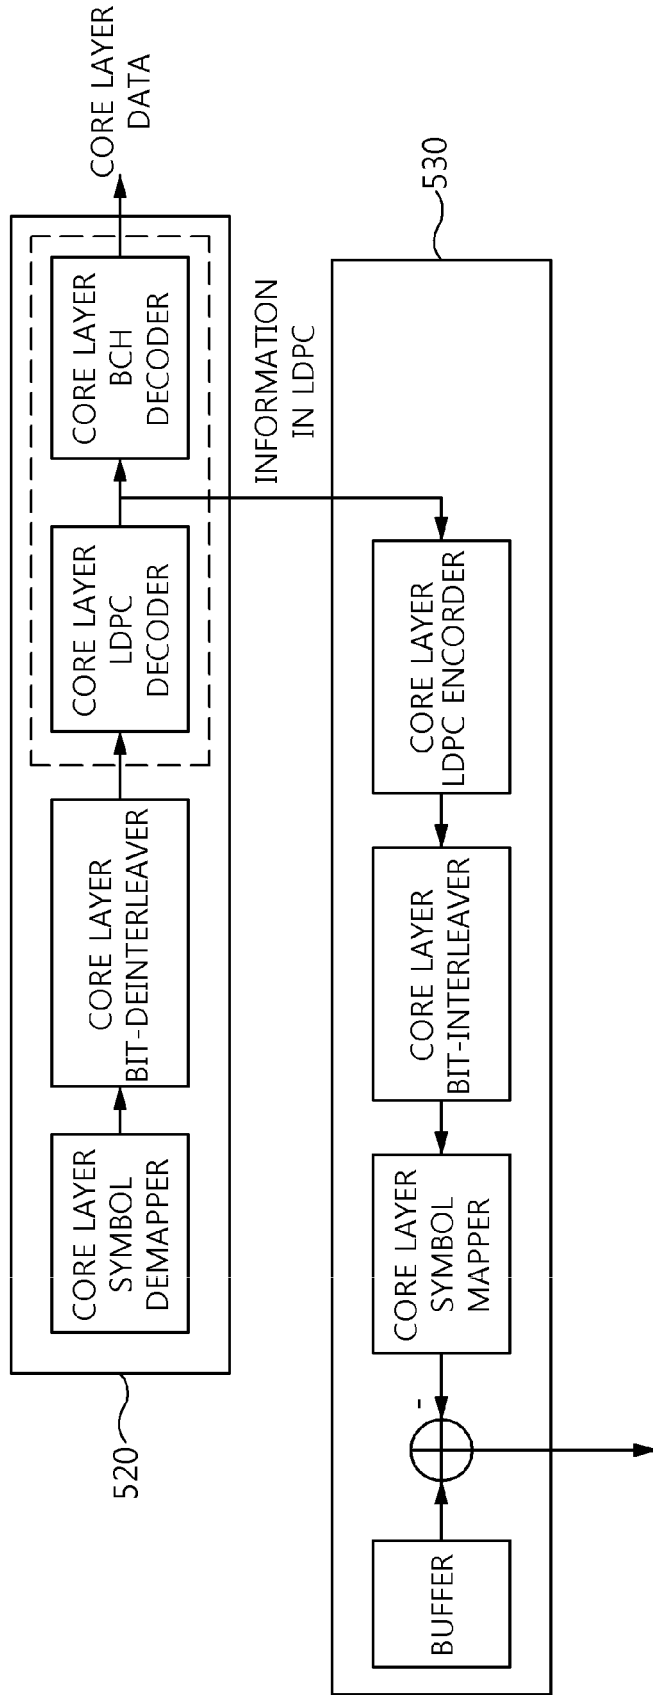 520
CORE LAYER
SYMBOL
DEMAPPER
CORE LAYER
BIT-DEINTERLEAVER
CORE LAYER
LDPC
DECODER
CORE LAYER
BCH
DECODER
CORE LAYER
DATA
INFORMATION
IN LDPC
530
BUFFER
-
CORE LAYER
SYMBOL
MAPPER
CORE LAYER
BIT-INTERLEAVER
CORE LAYER
LDPC ENCORDER